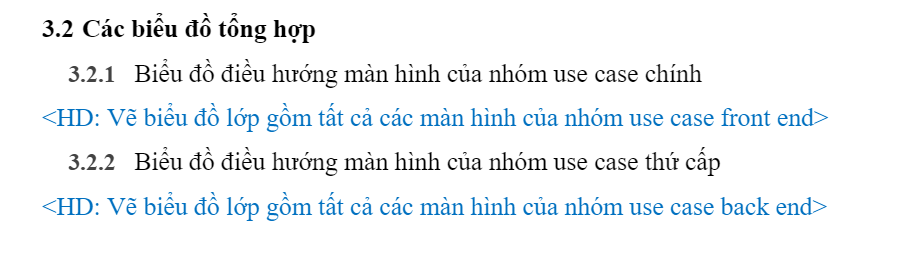 3.2 Các biểu đồ tổng hợp
3.2.1 Biểu đồ điều hướng màn hình của nhóm use case chính
<HD: Vẽ biểu đồ lớp gồm tất cả các màn hình của nhóm use case front end>
3.2.2 Biểu đồ điều hướng màn hình của nhóm use case thứ cấp
<HD: Vẽ biểu đồ lớp gồm tất cả các màn hình của nhóm use case back end>